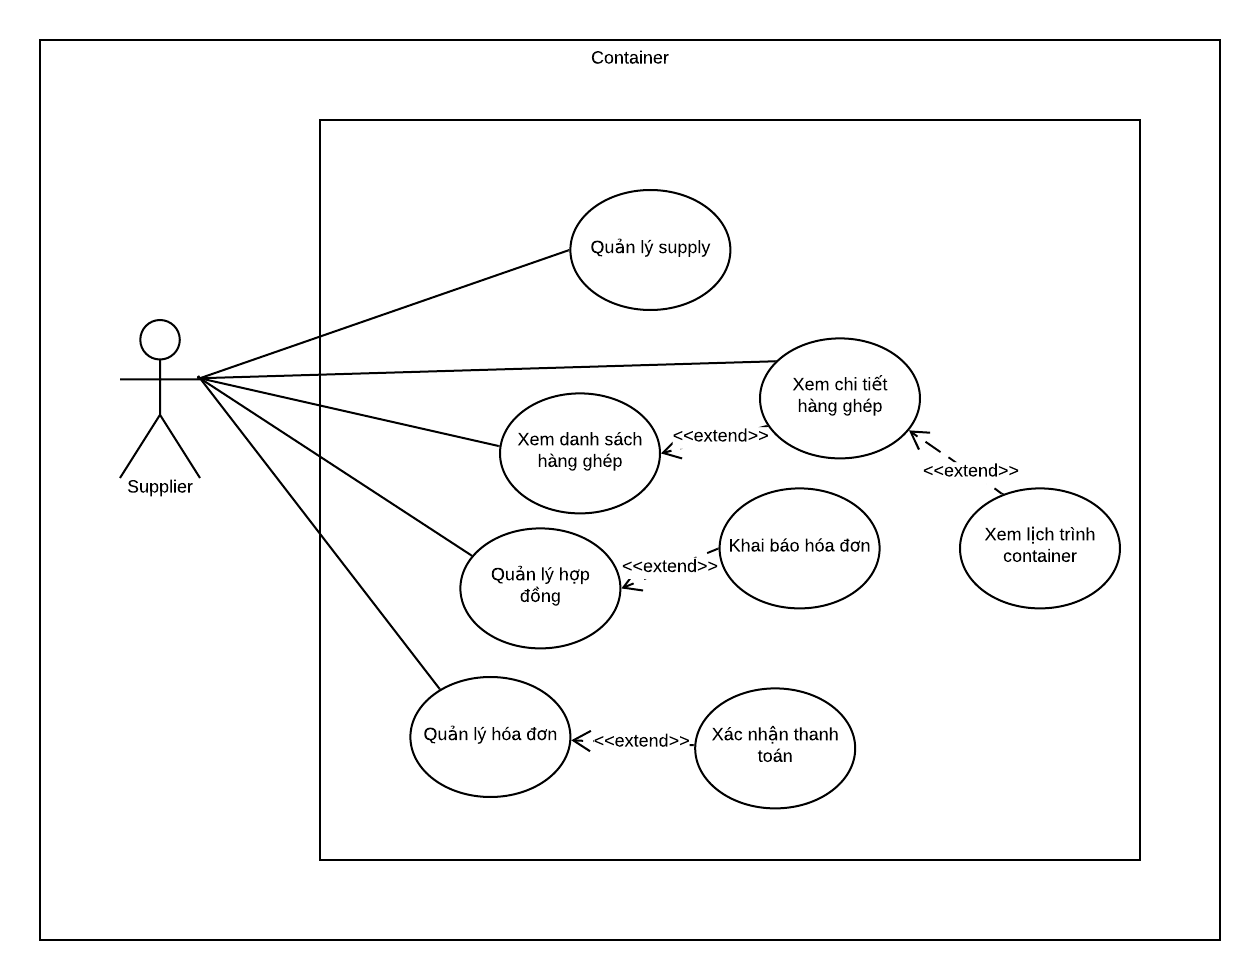 Container
Quản lý supply
Xem chi tiết
hàng ghép
Xem danh sách
hàng ghép
<<extend>>
<<extend>>
Supplier
Xem lịch trình
container
Khai báo hóa đơn
<<extend>>
Quản lý hợp
đồng
Quản lý hóa đơn
<<extend>>
Xác nhận thanh
toán